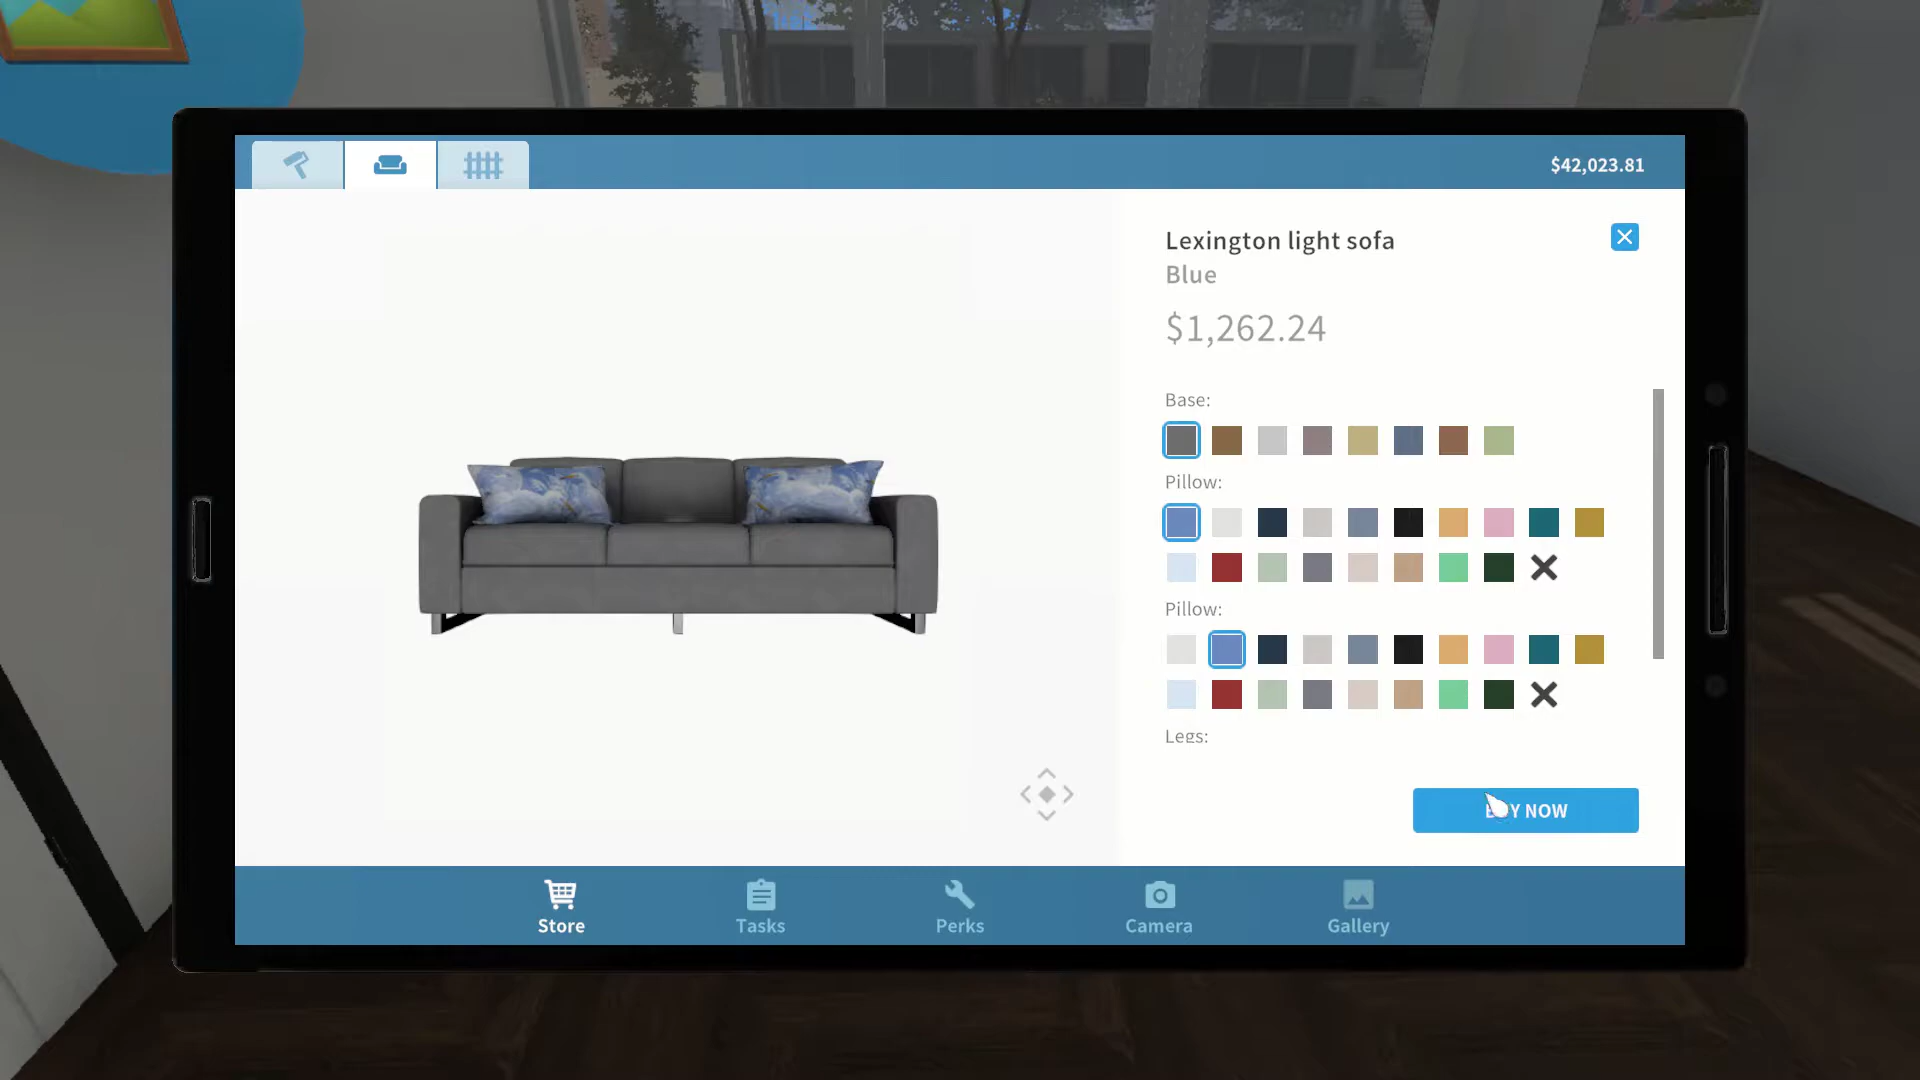 $42,023.81
Lexington light sofa
Blue
$1,262.24
Base:
Pillow:
Pillow:
Legs:
BUY NOW
Store
Tasks
Perks
Camera
Gallery